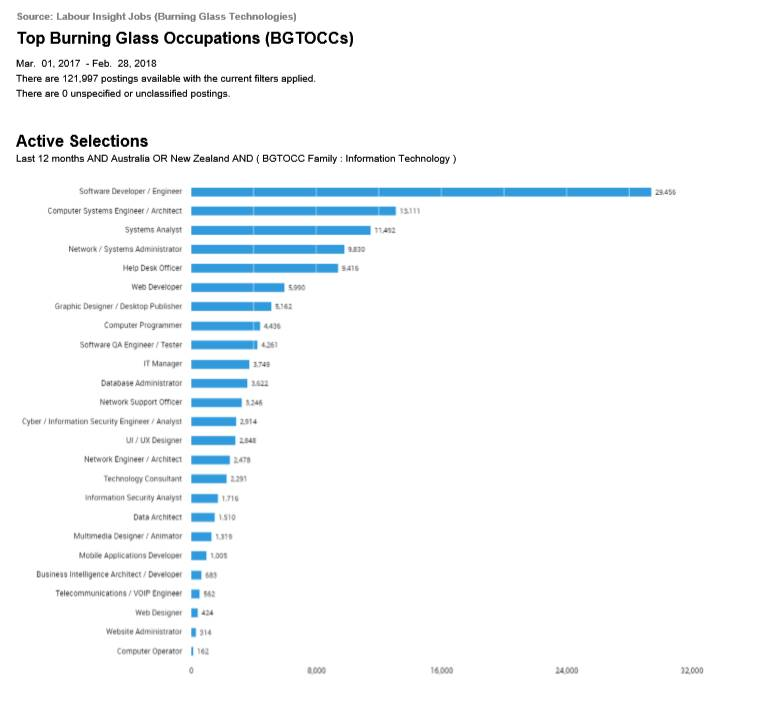 Source: Labour Insight Jobs (Burning Glass Technologies)
Top Burning Glass Occupations (BGTOCCs)
Mar. 01, 2017 - Feb. 28, 2018
There are 121,997 postings available with the current filters applied.
There are 0 unspecified or unclassified postings.
Active Selections
Last 12 months AND Australia OR New Zealand AND ( BGTOCC Family : Information Technology )
Software Developer / Engineer 29,456
Computer Systems Engineer / Architect 13,111
Systems Analyst 11,492
Network / Systems Administrator 9,830
Help Desk Officer 9,416
Web Developer 5,990
Graphic Designer / Desktop Publisher 5,162
Computer Programmer 4,436
Software QA Engineer / Tester 4,261
IT Manager 3,749
Database Administrator 3,622
Network Support Officer 3,246
Cyber / Information Security Engineer / Analyst 2,914
UI / UX Designer 2,848
Network Engineer / Architect 2,478
Technology Consultant 2,291
Information Security Analyst 1,716
Data Architect 1,510
Multimedia Designer / Animator 1,319
Mobile Applications Developer 1,005
Business Intelligence Architect / Developer 683
Telecommunications / VOIP Engineer 562
Web Designer 424
Website Administrator 314
Computer Operator 162
0 8,000 16,000 24,000 32,000